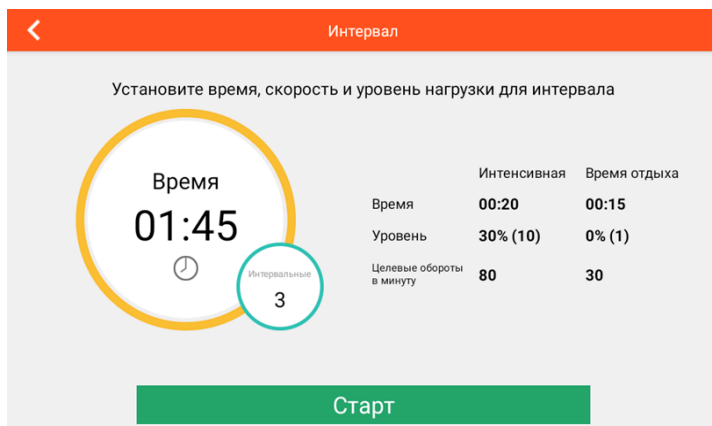 Интервал
Установите время, скорость и уровень нагрузки для интервала
Время
01:45
Интервальные
3
Интенсивная Время отдыха
Время 00:20 00:15
Уровень 30% (10) 0% (1)
Целевые обороты
в минуту 80 30
Старт